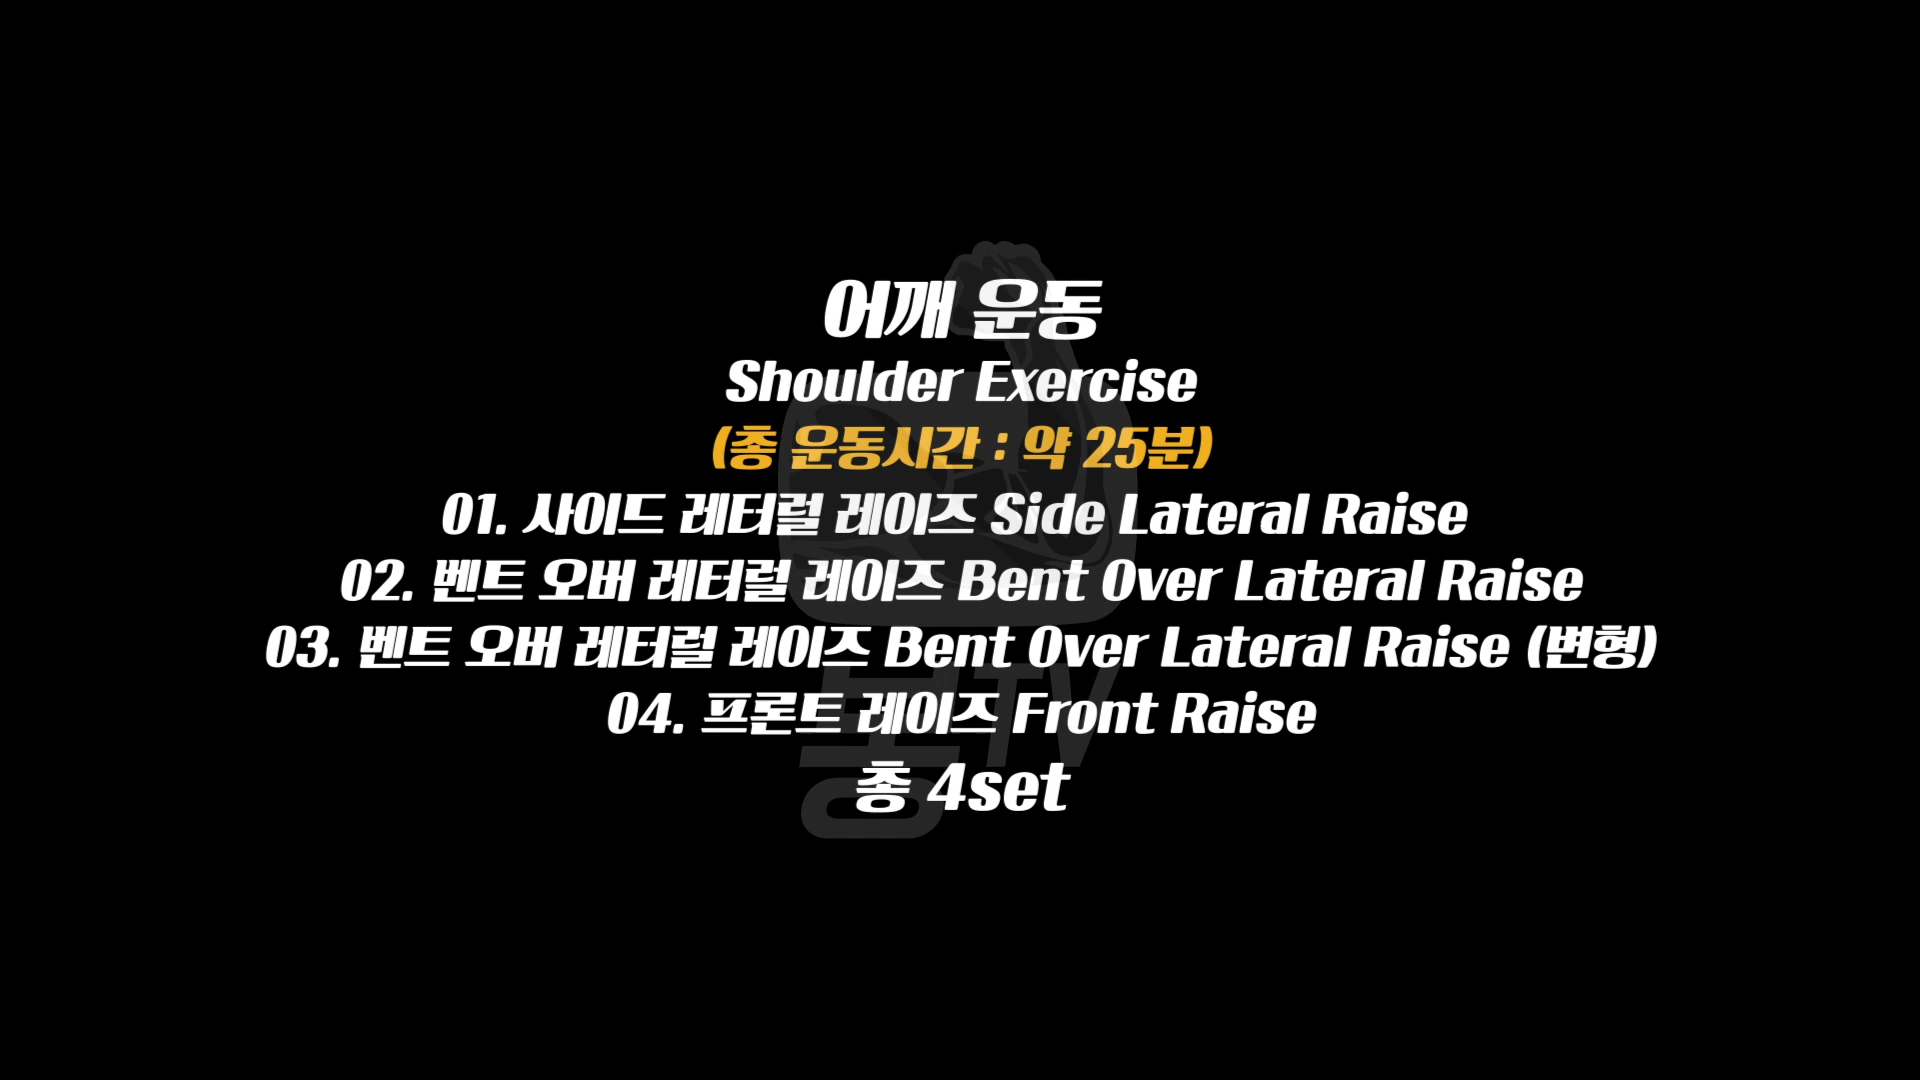 어깨 운동
Shoulder Exercise
(총 운동시간 : 약 25분)
01. 사이드 레터럴 레이즈 Side Lateral Raise
02. 벤트 오버 레터럴 레이즈 Bent Over Lateral Raise
03. 벤트 오버 레터럴 레이즈 Bent Over Lateral Raise (변형)
04. 프론트 레이즈 Front Raise
총 4set
TV